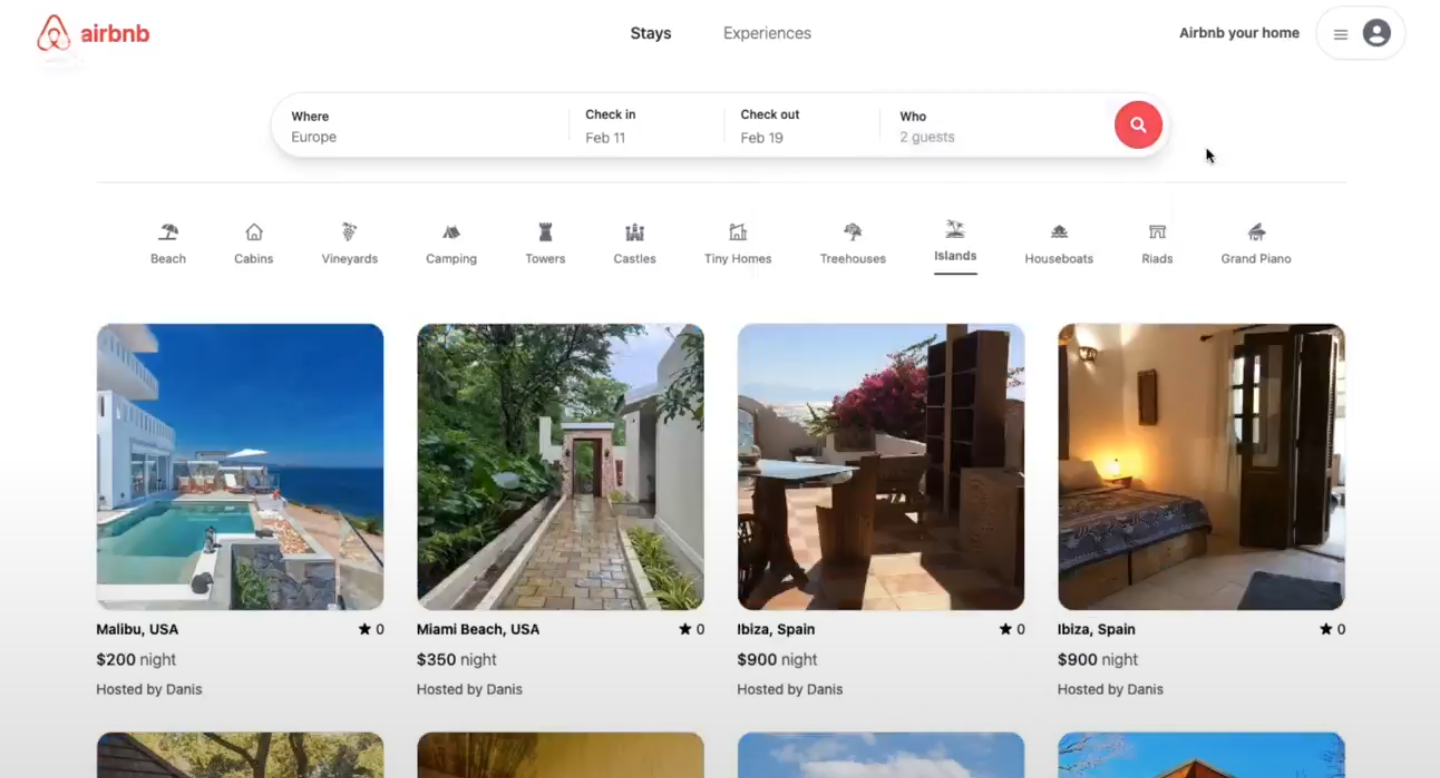 airbnb
Stays Experiences
Airbnb your home
Where Check in Check out Who
Europe Feb 11 Feb 19 2 guests
Beach Cabins Vineyards Camping Towers Castles Tiny Homes Treehouses Islands Houseboats Riads Grand Piano
Malibu, USA ★ 0
$200 night
Hosted by Danis
Miami Beach, USA ★ 0
$350 night
Hosted by Danis
Ibiza, Spain ★ 0
$900 night
Hosted by Danis
Ibiza, Spain ★ 0
$900 night
Hosted by Danis